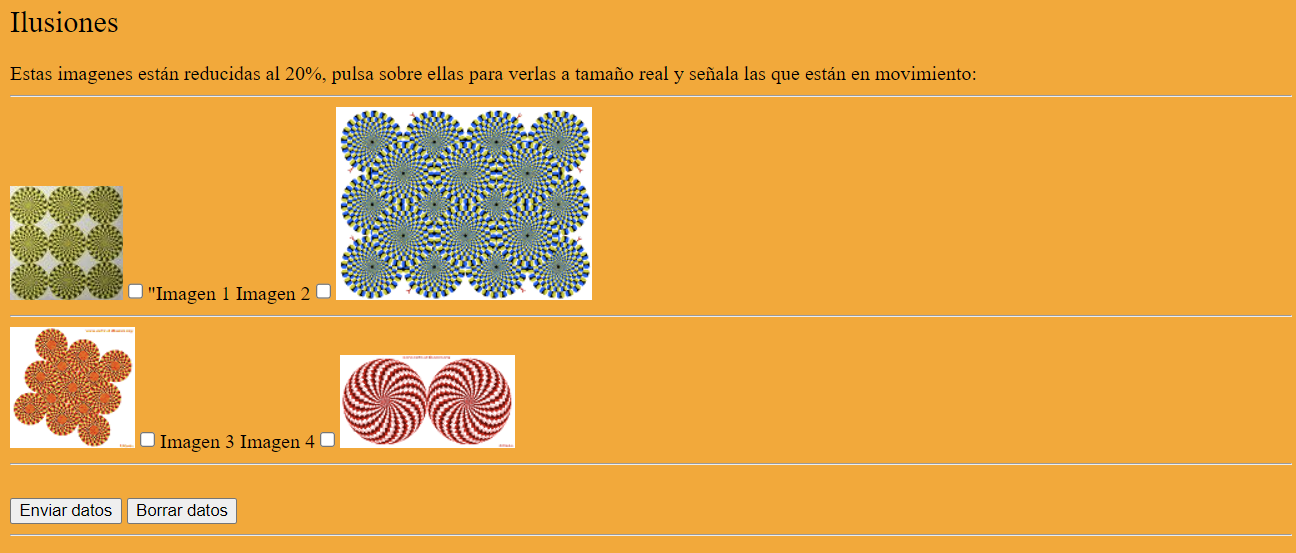 Ilusiones
Estas imagenes están reducidas al 20%, pulsa sobre ellas para verlas a tamaño real y señala las que están en movimiento:
"Imagen 1 Imagen 2
Imagen 3 Imagen 4
Enviar datos Borrar datos